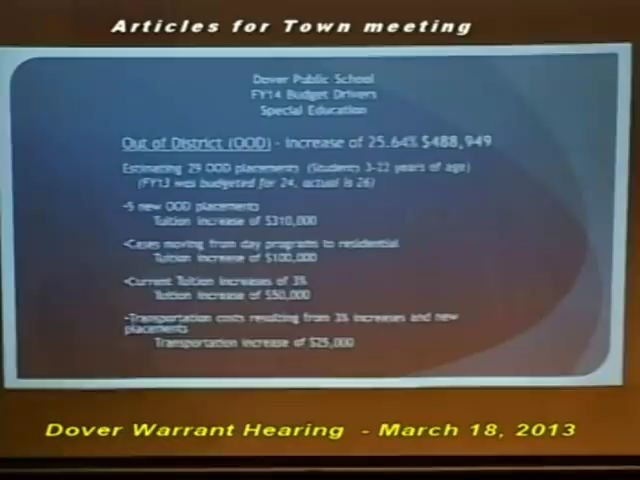 Articles for Town meeting
Dover Public School
FY14 Budget Drivers
Special Education
Out of District (OOD) - Increase of 25.64% $488,949
Estimating 29 OOD placements (Students 3-22 years of age)
(FY13 was budgeted for 24, actual is 26)
•5 new OOD placements
Tuition increase of $310,000
•Cases moving from day programs to residential
Tuition increase of $100,000
•Current Tuition increases of 3%
Tuition increase of $50,000
•Transportation costs resulting from 3% increases and new
placements
Transportation increase of $25,000
Dover Warrant Hearing - March 18, 2013